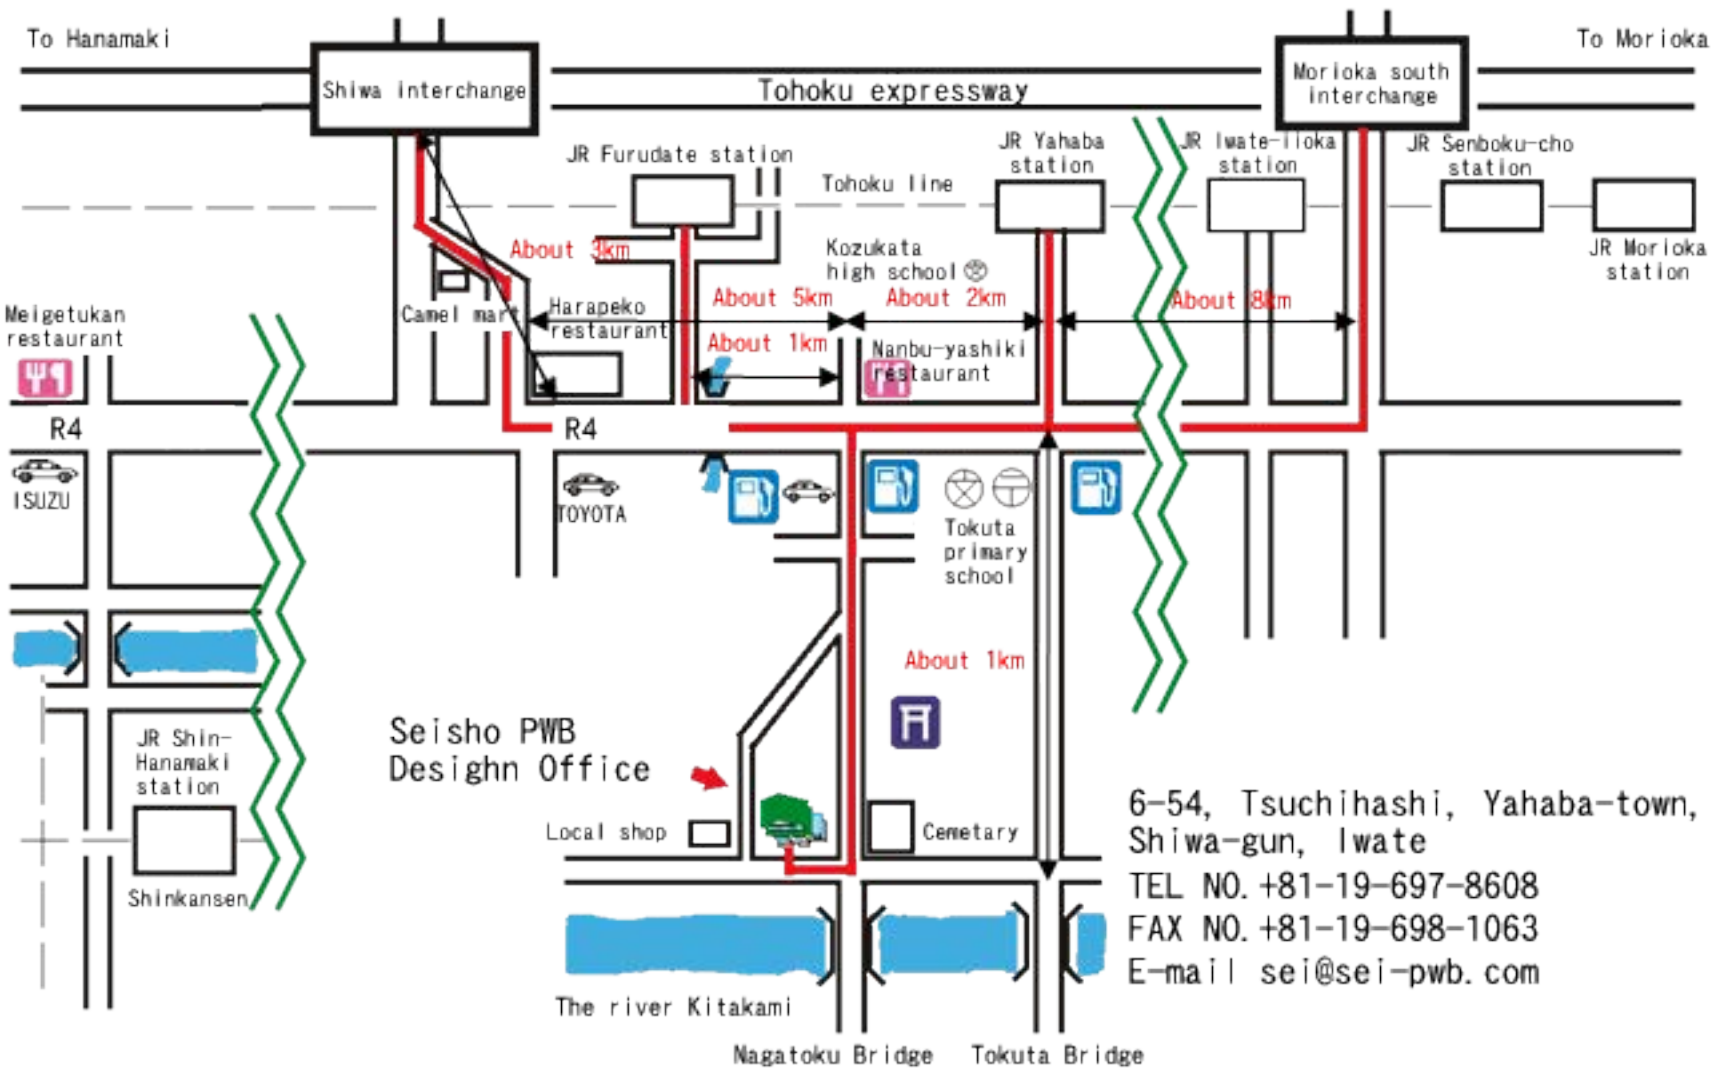 To Hanamaki
To Morioka
Shiwa interchange
Tohoku expressway
Morioka south
interchange
JR Furudate station
JR Yahaba
station
JR Iwate-iioka
station
JR Senboku-cho
station
Tohoku line
About 3km
Kozukata
high school
JR Morioka
station
About 5km
About 2km
About 8km
Meigetukan
restaurant
Camel mart
Harapeko
restaurant
About 1km
Nanbu-yashiki
restaurant
R4
R4
ISUZU
TOYOTA
Tokuta
primary
school
About 1km
JR Shin-
Hanamaki
station
Seisho PWB
Desighn Office
Local shop
Cemetary
Shinkansen
6-54, Tsuchihashi, Yahaba-town,
Shiwa-gun, Iwate
TEL NO.+81-19-697-8608
FAX NO.+81-19-698-1063
E-mail sei@sei-pwb.com
The river Kitakami
Nagatoku Bridge
Tokuta Bridge